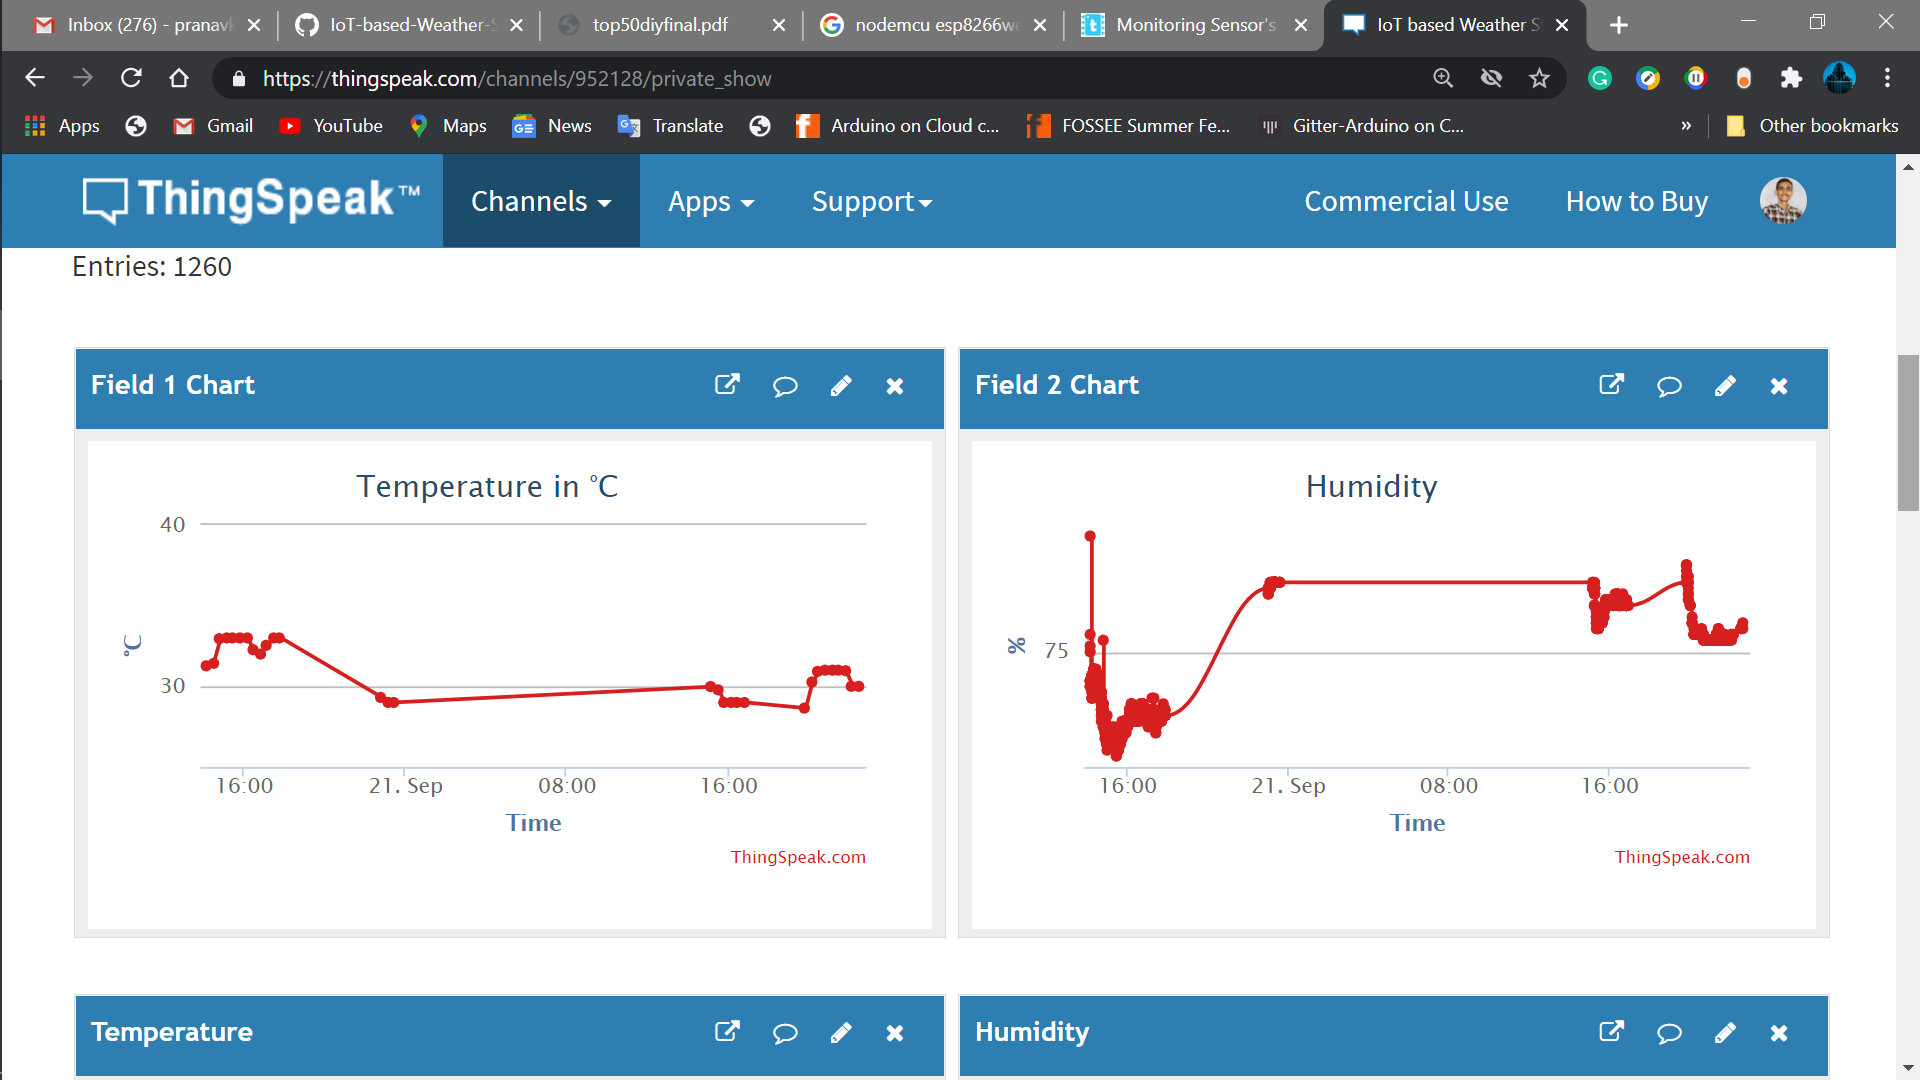 Inbox (276) - pranavk
IoT-based-Weather-S
top50diyfinal.pdf
nodemcu esp8266we
Monitoring Sensor's
IoT based Weather St
https://thingspeak.com/channels/952128/private_show
Apps
Gmail
YouTube
Maps
News
Translate
Arduino on Cloud c...
FOSSEE Summer Fe...
Gitter-Arduino on C...
»
Other bookmarks
ThingSpeak™
Channels
Apps
Support
Commercial Use
How to Buy
Entries: 1260
Field 1 Chart
Field 2 Chart
Temperature in °C
40
30
°C
16:00
21. Sep
08:00
16:00
Time
ThingSpeak.com
Humidity
75
%
16:00
21. Sep
08:00
16:00
Time
ThingSpeak.com
Temperature
Humidity